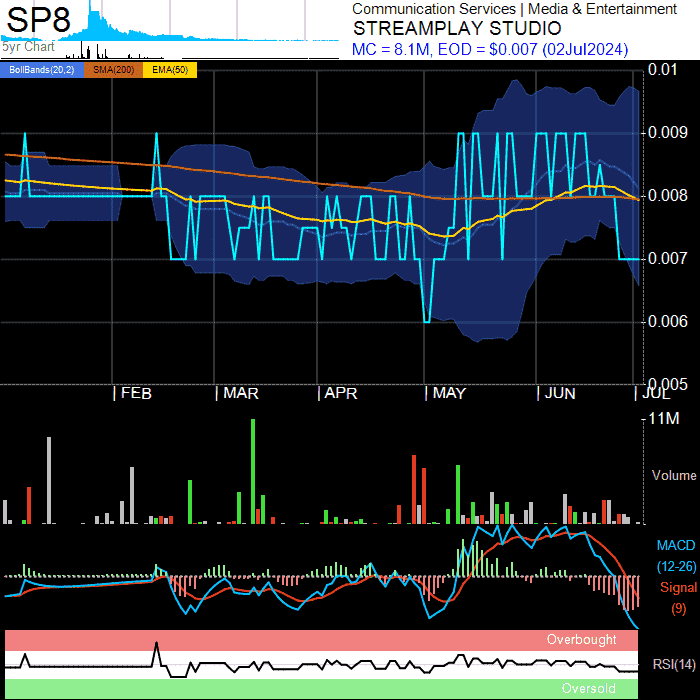 SP8
5yr Chart
Communication Services | Media & Entertainment
STREAMPLAY STUDIO
MC = 8.1M, EOD = $0.007 (02Jul2024)
BollBands(20,2) SMA(200) EMA(50)
0.01
0.009
0.008
0.007
0.006
0.005
| FEB | MAR | APR | MAY | JUN | JUL
11M
Volume
MACD
(12-26)
Signal
(9)
Overbought
RSI(14)
Oversold